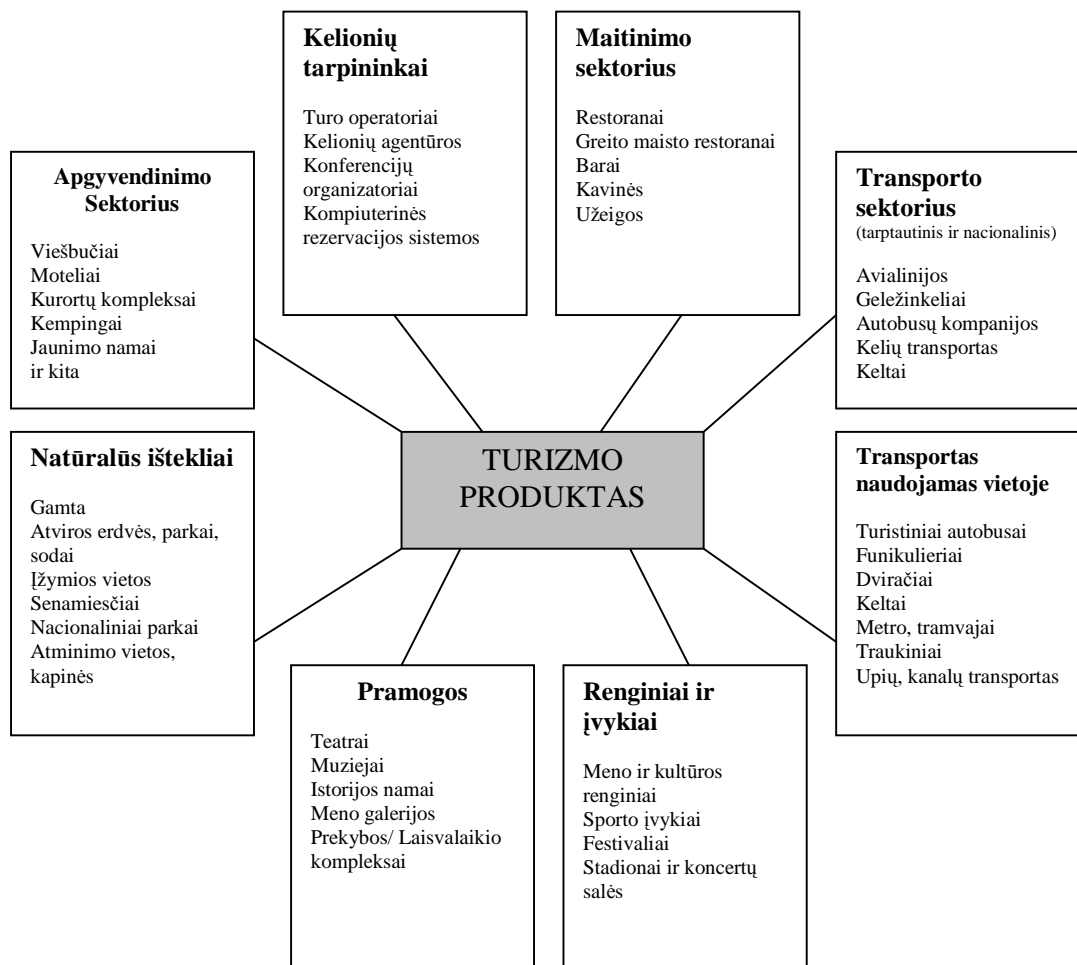 Kelionių
tarpininkai
Turo operatoriai
Kelionių agentūros
Konferencijų
organizatoriai
Kompiuterinės
rezervacijos sistemos
Maitinimo
sektorius
Restoranai
Greito maisto restoranai
Barai
Kavinės
Užeigos
Apgyvendinimo
Sektorius
Viešbučiai
Moteliai
Kurortų kompleksai
Kempingai
Jaunimo namai
ir kita
Transporto
sektorius
(tarptautinis ir nacionalinis)
Avialinijos
Geležinkeliai
Autobusų kompanijos
Kelių transportas
Keltai
TURIZMO
PRODUKTAS
Natūralūs ištekliai
Gamta
Atviros erdvės, parkai,
sodai
Įžymios vietos
Senamiesčiai
Nacionaliniai parkai
Atminimo vietos,
kapinės
Transportas
naudojamas vietoje
Turistiniai autobusai
Funikulieriai
Dviračiai
Keltai
Metro, tramvajai
Traukiniai
Upių, kanalų transportas
Pramogos
Teatrai
Muziejai
Istorijos namai
Meno galerijos
Prekybos/ Laisvalaikio
kompleksai
Renginiai ir
įvykiai
Meno ir kultūros
renginiai
Sporto įvykiai
Festivaliai
Stadionai ir koncertų
salės